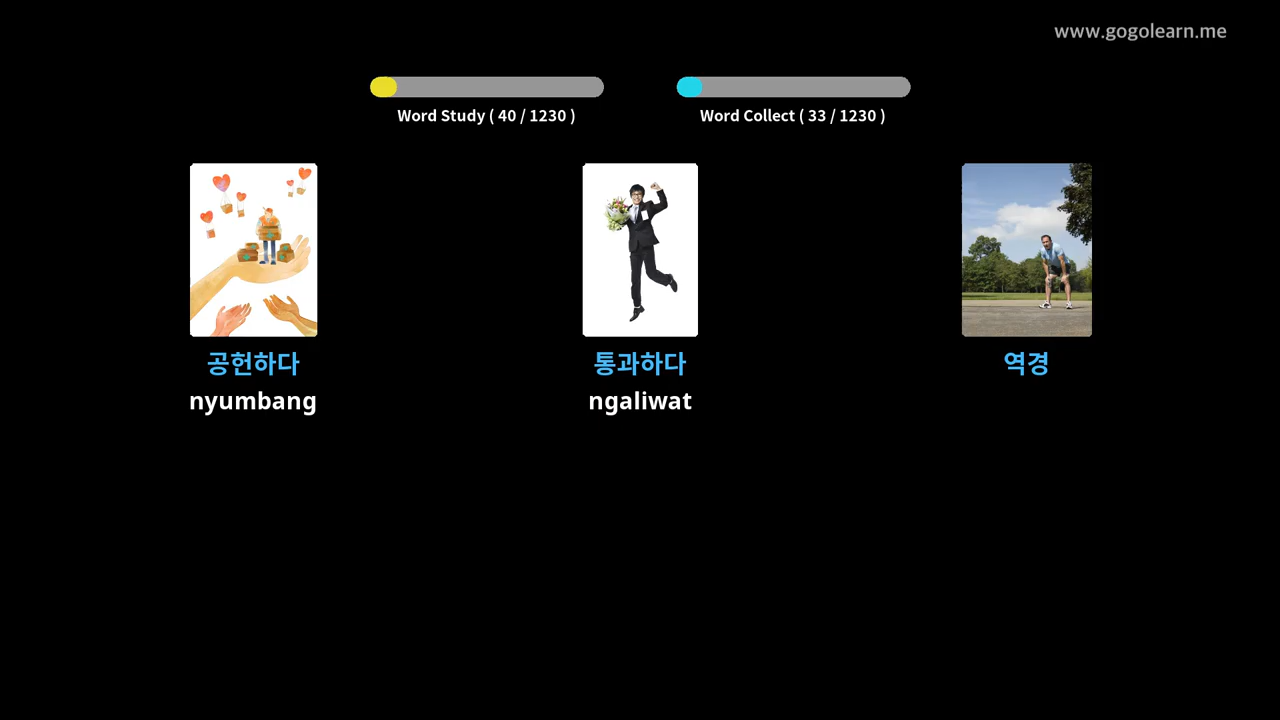 www.gogolearn.me
Word Study ( 40 / 1230 )
Word Collect ( 33 / 1230 )
공헌하다
nyumbang
통과하다
ngaliwat
역경